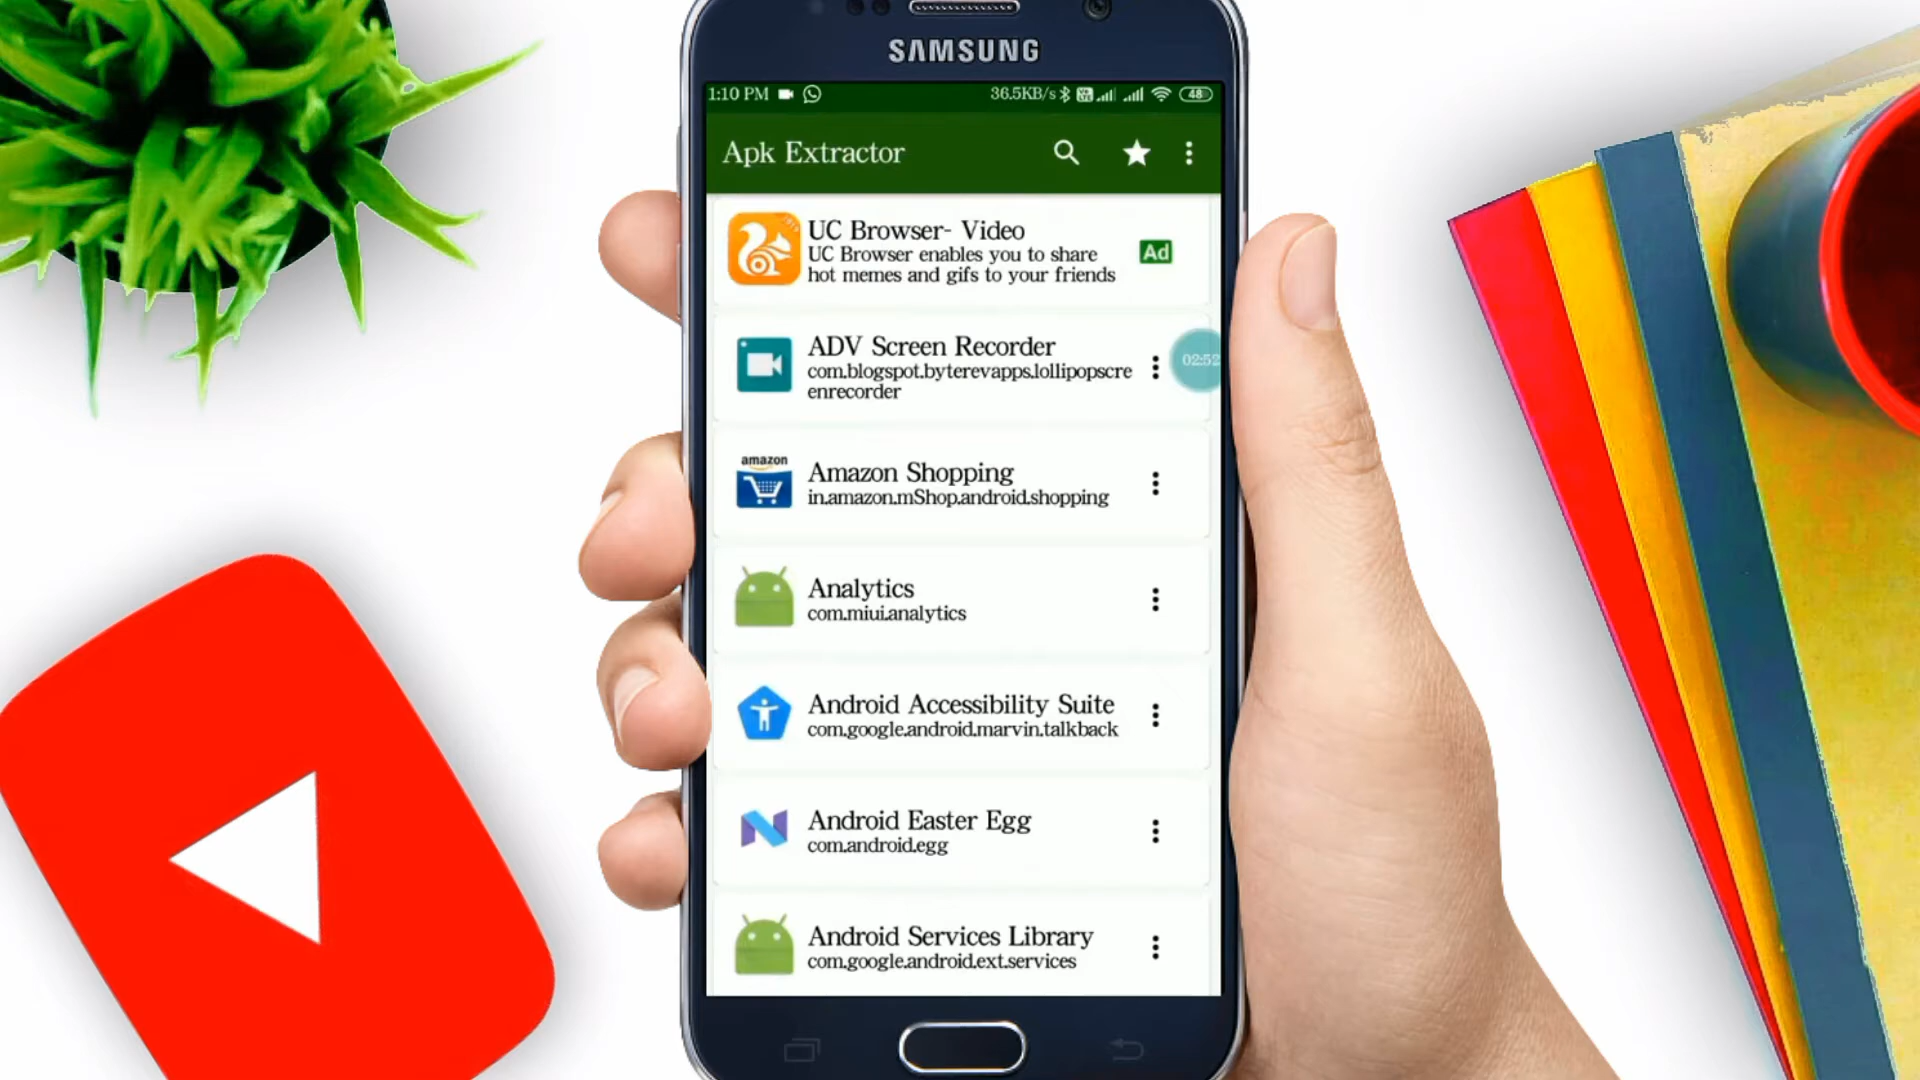 SAMSUNG
1:10 PM
36.5KB/s
Vo
LTE
48
Apk Extractor
UC Browser- Video
UC Browser enables you to share
hot memes and gifs to your friends
Ad
ADV Screen Recorder
com.blogspot.byterevapps.lollipopscre
enrecorder
02:52
amazon
Amazon Shopping
in.amazon.mShop.android.shopping
Analytics
com.miui.analytics
Android Accessibility Suite
com.google.android.marvin.talkback
Android Easter Egg
com.android.egg
Android Services Library
com.google.android.ext.services